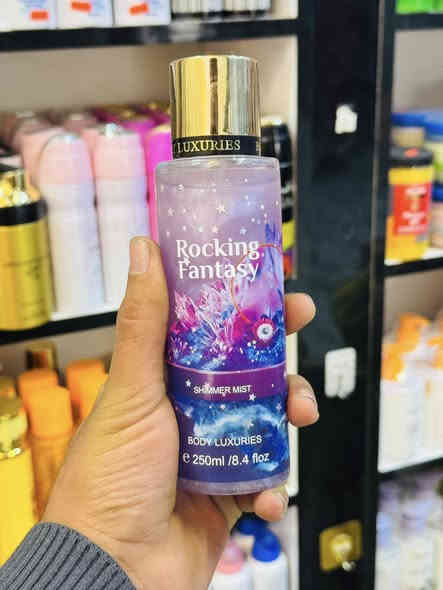 LUXURIES
Rocking
Fantasy
SHIMMER MIST
BODY LUXURIES
e 250ml /8.4 floz